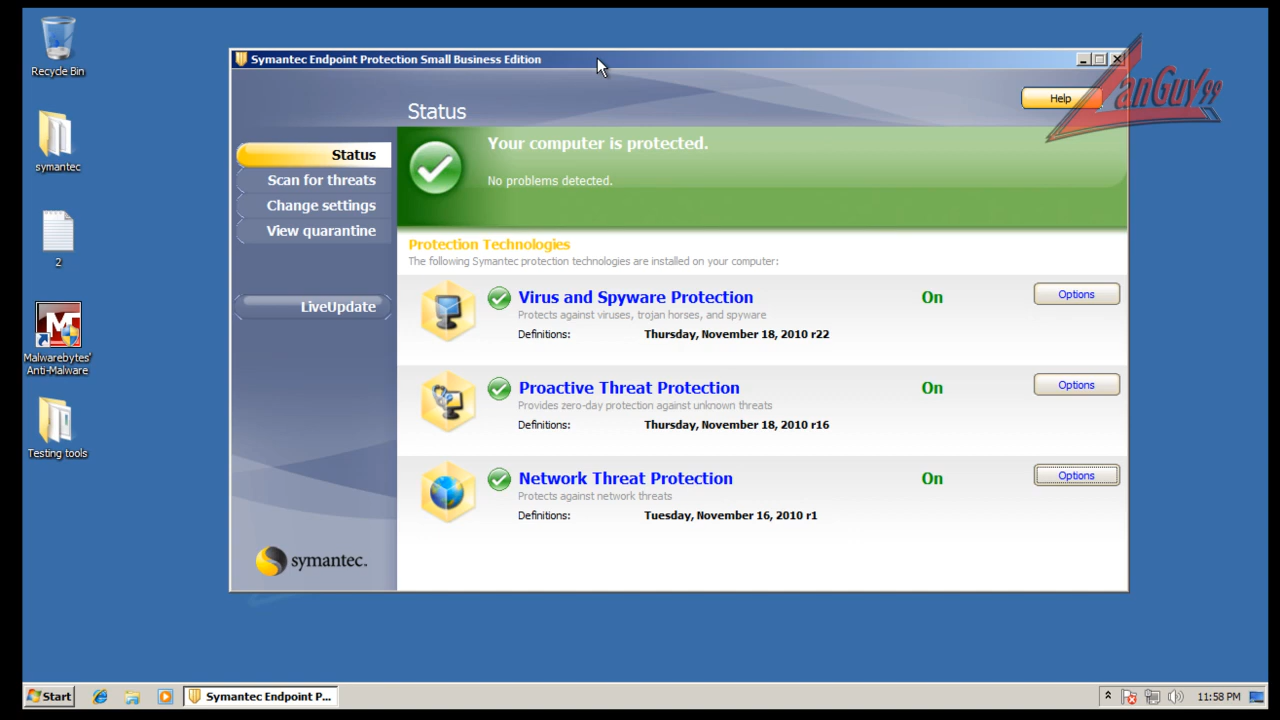 Recycle Bin
symantec
2
Malwarebytes'
Anti-Malware
Testing tools
Symantec Endpoint Protection Small Business Edition
Status
Help
anGuy99
Status
Scan for threats
Change settings
View quarantine
LiveUpdate
symantec.
Your computer is protected.
No problems detected.
Protection Technologies
The following Symantec protection technologies are installed on your computer:
Virus and Spyware Protection On Options
Protects against viruses, trojan horses, and spyware
Definitions: Thursday, November 18, 2010 r22
Proactive Threat Protection On Options
Provides zero-day protection against unknown threats
Definitions: Thursday, November 18, 2010 r16
Network Threat Protection On Options
Protects against network threats
Definitions: Tuesday, November 16, 2010 r1
Start
Symantec Endpoint P...
11:58 PM